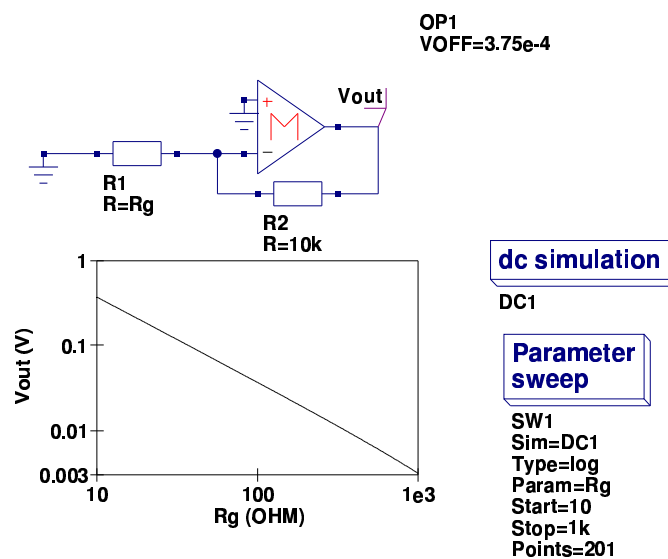 OP1
VOFF=3.75e-4
Vout
+
M
−
R1
R=Rg
R2
R=10k
1
0.1
0.01
0.003
Vout (V)
10
100
1e3
Rg (OHM)
dc simulation
DC1
Parameter
sweep
SW1
Sim=DC1
Type=log
Param=Rg
Start=10
Stop=1k
Points=201